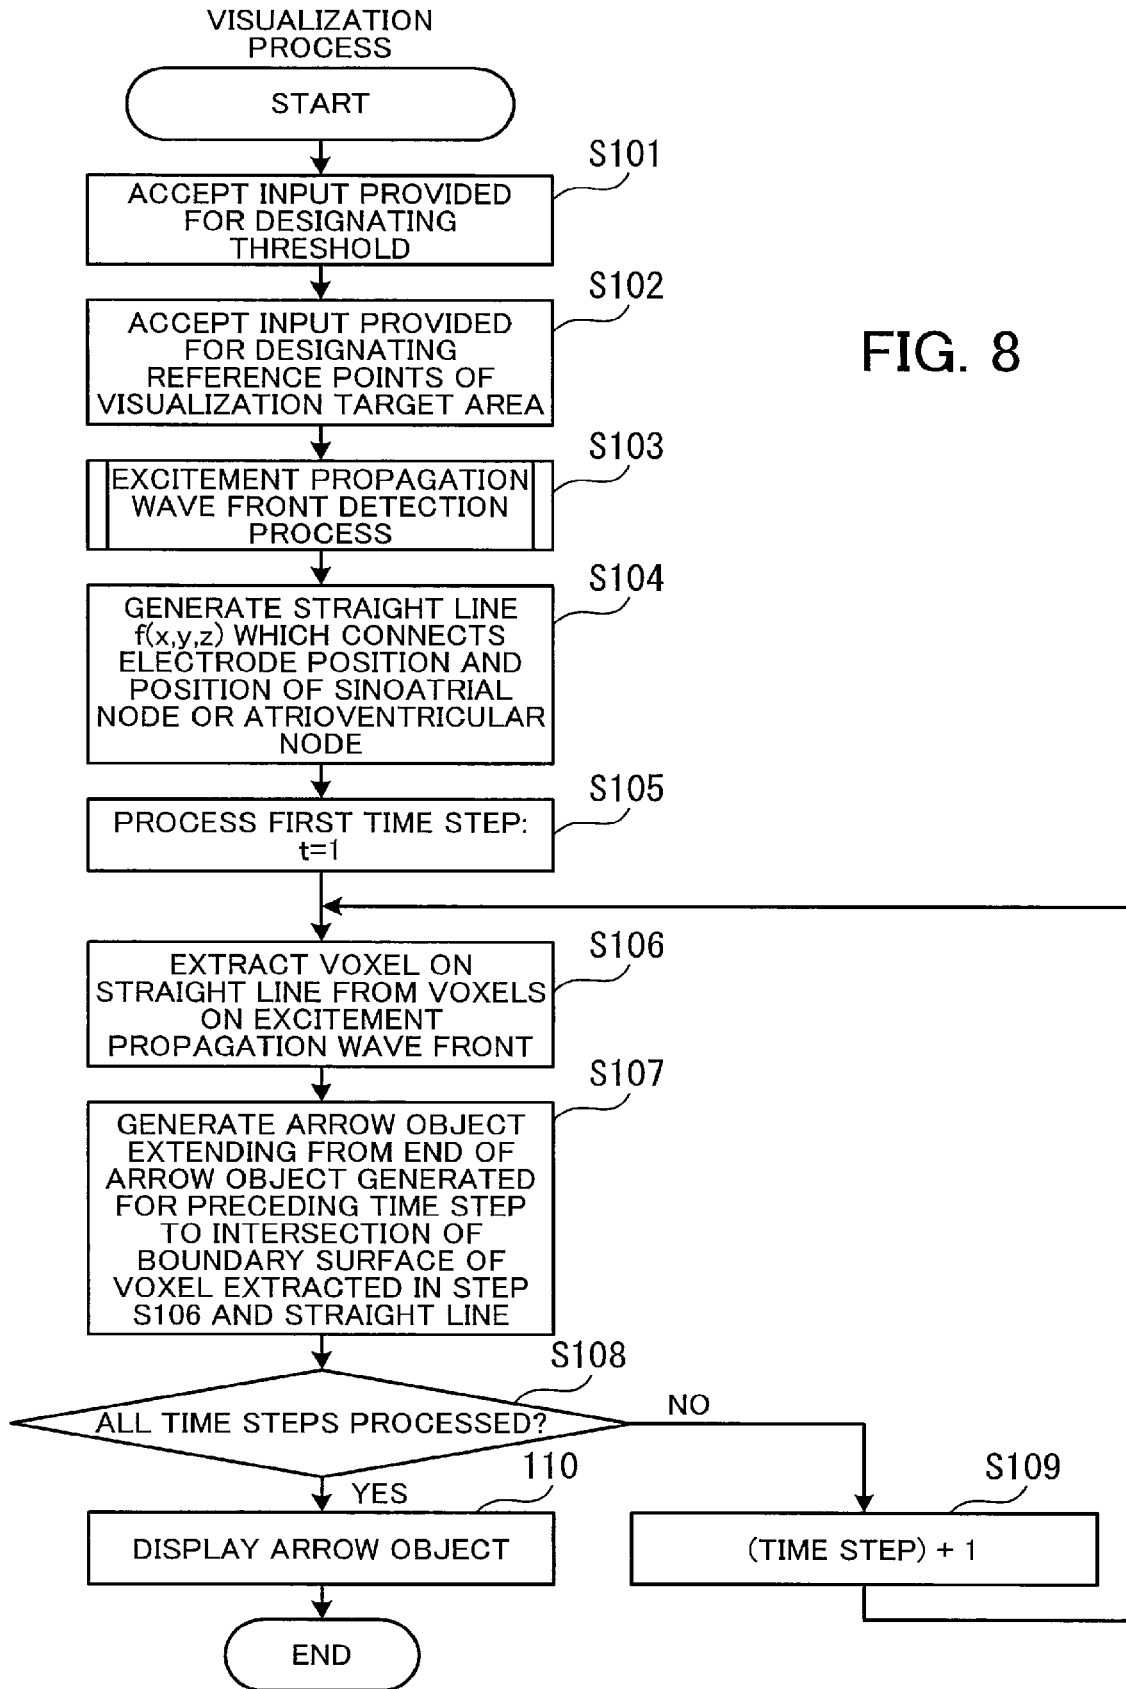 VISUALIZATION
PROCESS
START
S101
ACCEPT INPUT PROVIDED
FOR DESIGNATING
THRESHOLD
S102
ACCEPT INPUT PROVIDED
FOR DESIGNATING
REFERENCE POINTS OF
VISUALIZATION TARGET AREA
FIG. 8
S103
EXCITEMENT PROPAGATION
WAVE FRONT DETECTION
PROCESS
S104
GENERATE STRAIGHT LINE
f(x,y,z) WHICH CONNECTS
ELECTRODE POSITION AND
POSITION OF SINOATRIAL
NODE OR ATRIOVENTRICULAR
NODE
S105
PROCESS FIRST TIME STEP:
t=1
S106
EXTRACT VOXEL ON
STRAIGHT LINE FROM VOXELS
ON EXCITEMENT
PROPAGATION WAVE FRONT
S107
GENERATE ARROW OBJECT
EXTENDING FROM END OF
ARROW OBJECT GENERATED
FOR PRECEDING TIME STEP
TO INTERSECTION OF
BOUNDARY SURFACE OF
VOXEL EXTRACTED IN STEP
S106 AND STRAIGHT LINE
S108
ALL TIME STEPS PROCESSED?
NO
YES
110
DISPLAY ARROW OBJECT
S109
(TIME STEP) + 1
END